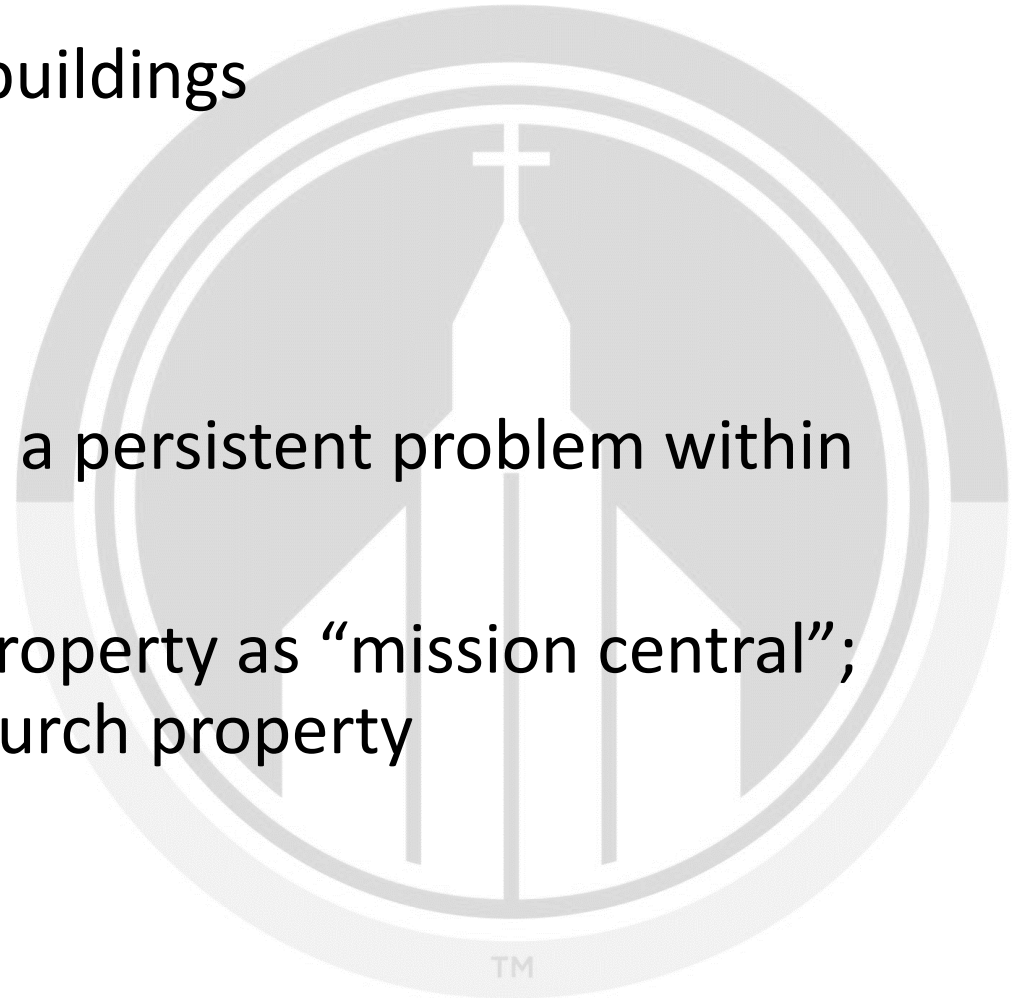 buildings
a persistent problem within
roperty as “mission central”;
urch property
TM